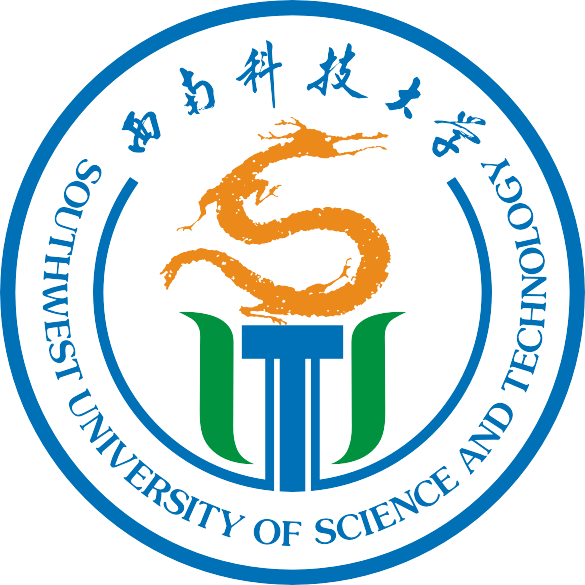 西南科技大学
SOUTHWEST UNIVERSITY OF SCIENCE AND TECHNOLOGY